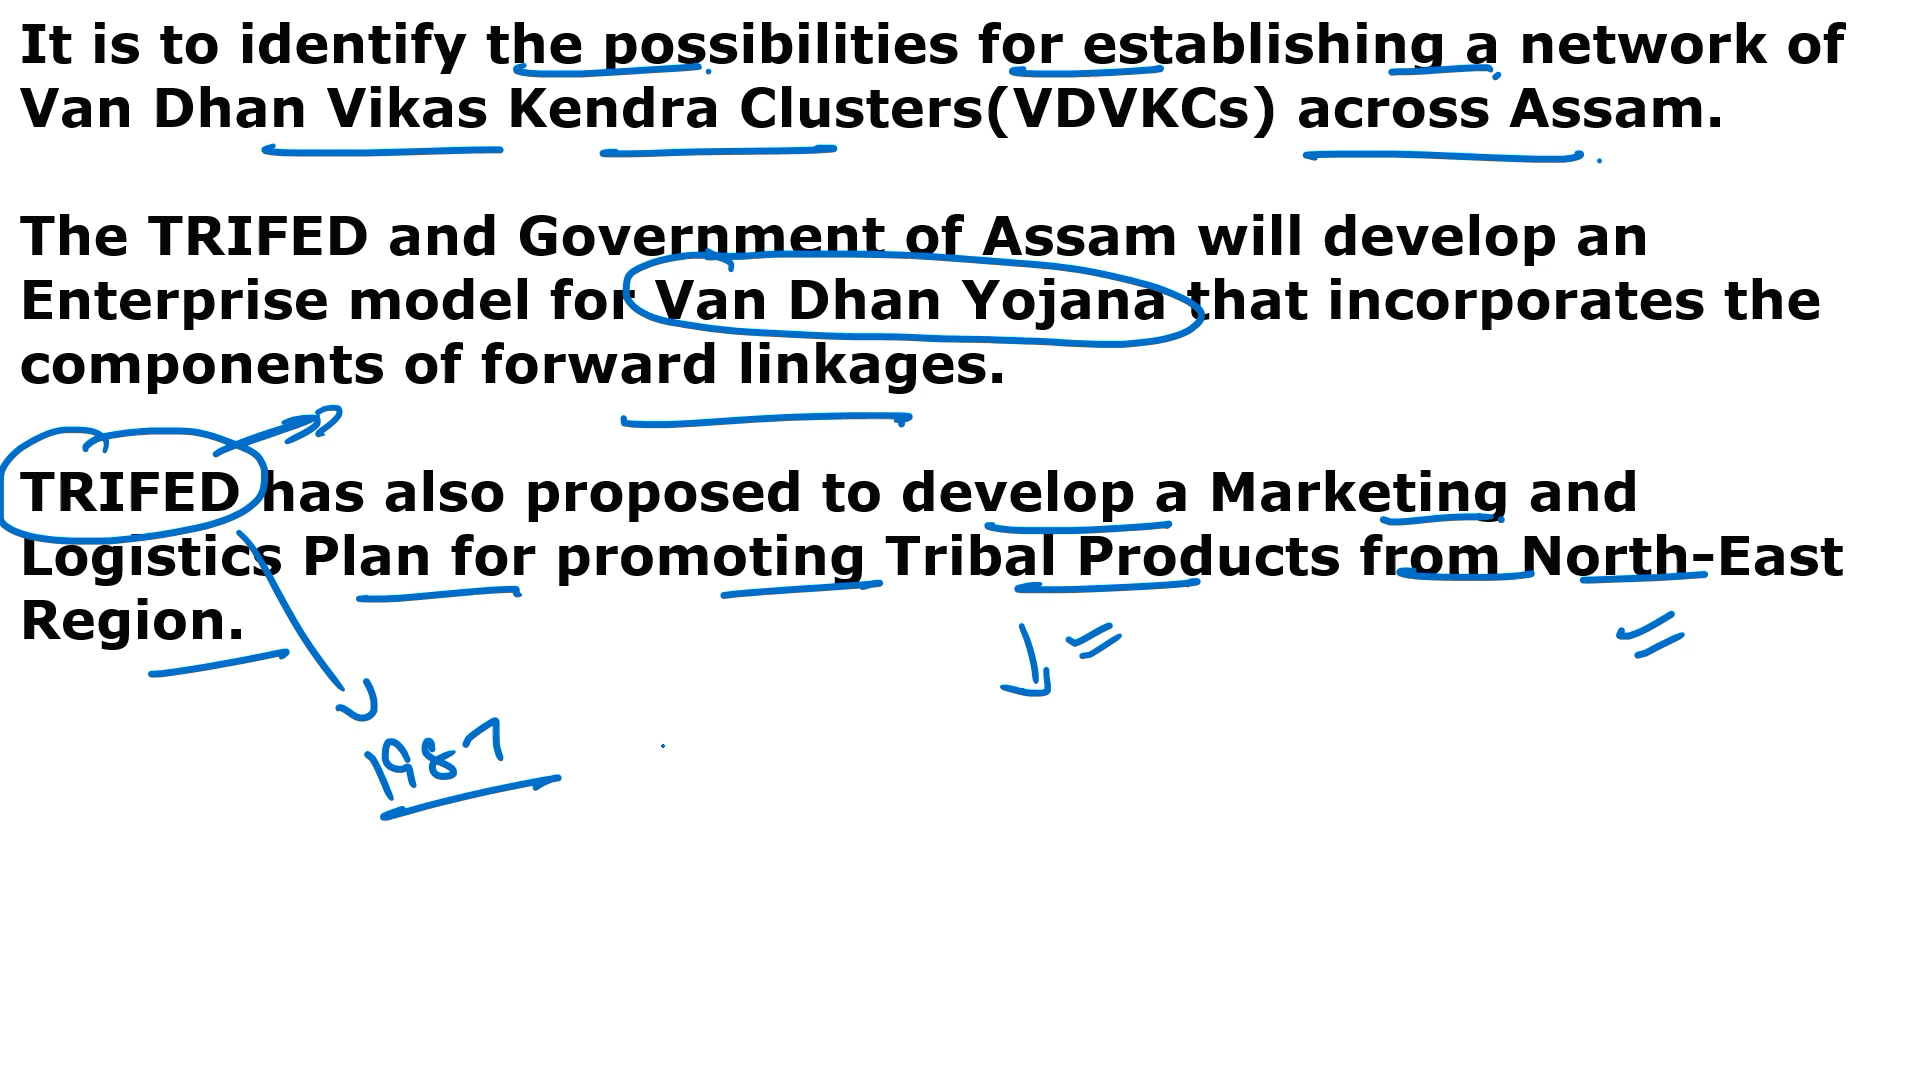 It is to identify the possibilities for establishing a network of
Van Dhan Vikas Kendra Clusters(VDVKCs) across Assam.
The TRIFED and Government of Assam will develop an
Enterprise model for Van Dhan Yojana that incorporates the
components of forward linkages.
TRIFED has also proposed to develop a Marketing and
Logistics Plan for promoting Tribal Products from North-East
Region.
1987